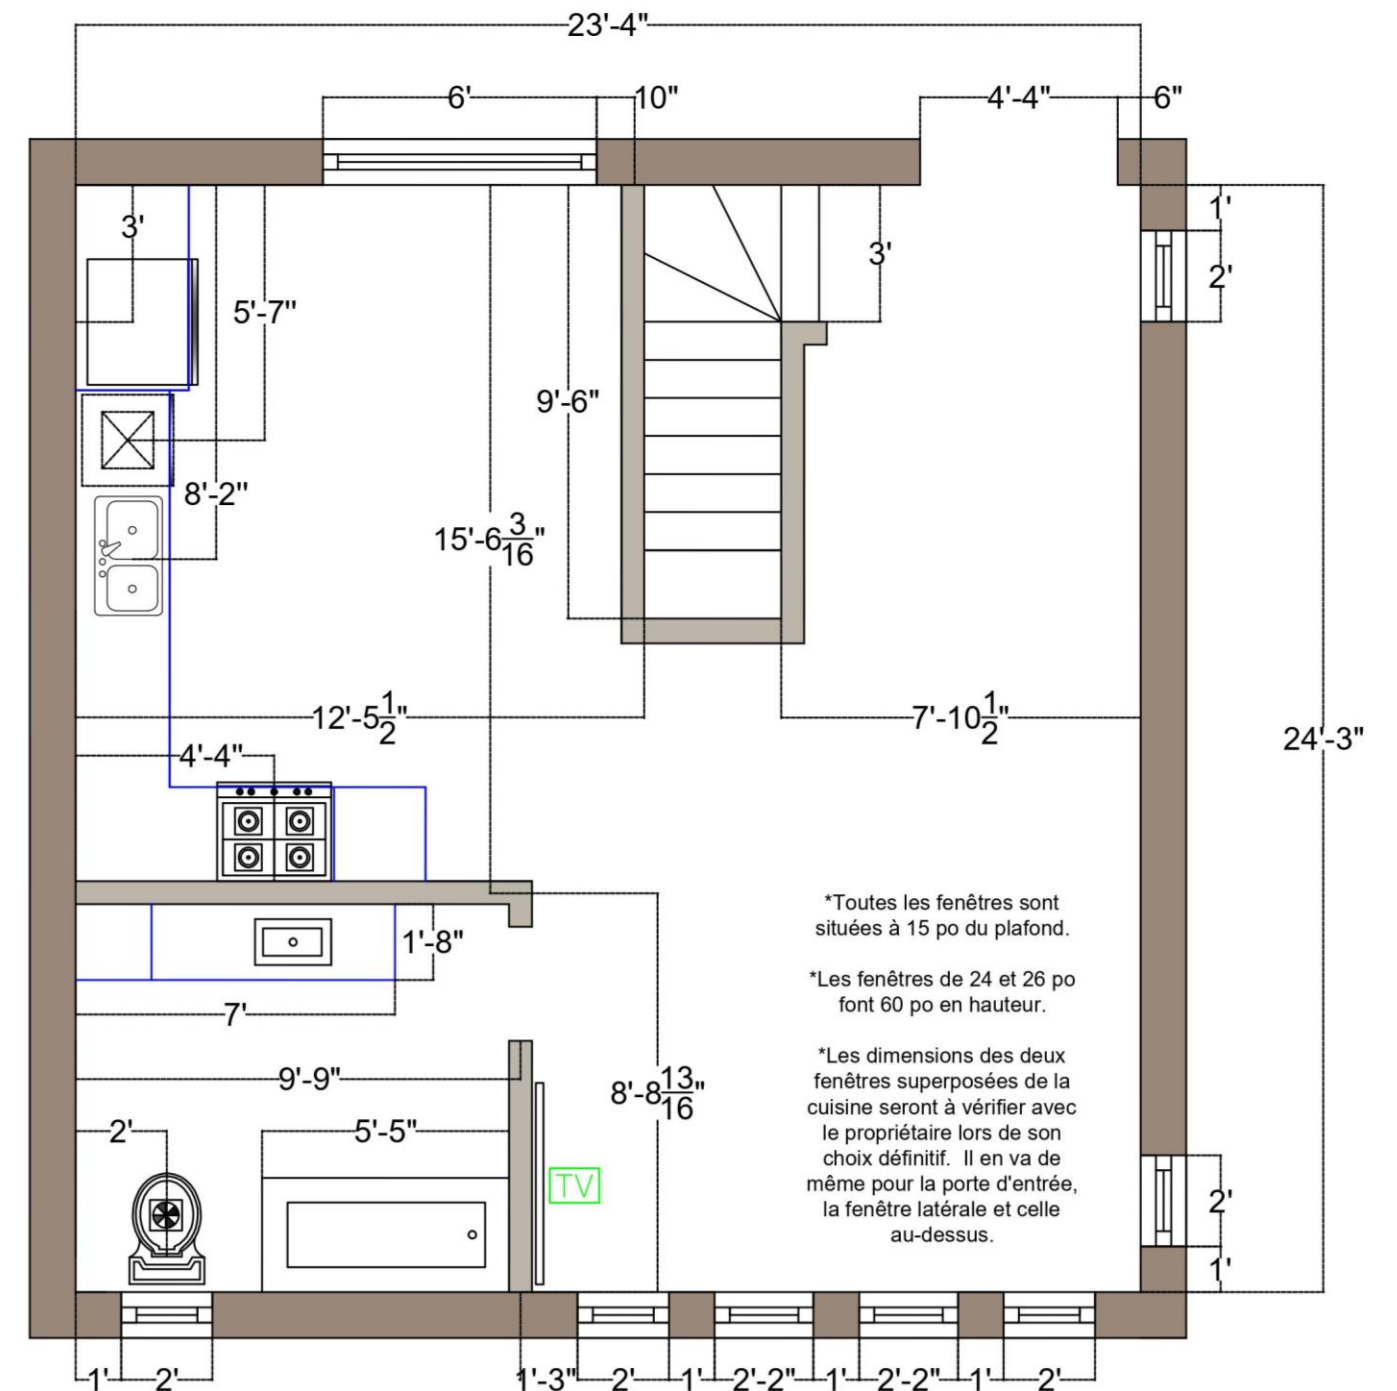 23'-4"
6'
10"
4'-4"
6"
3'
5'-7"
8'-2"
15'-6 3/16"
9'-6"
3'
1'
2'
12'-5 1/2"
7'-10 1/2"
24'-3"
4'-4"
*Toutes les fenêtres sont
situées à 15 po du plafond.
*Les fenêtres de 24 et 26 po
font 60 po en hauteur.
*Les dimensions des deux
fenêtres superposées de la
cuisine seront à vérifier avec
le propriétaire lors de son
choix définitif. Il en va de
même pour la porte d'entrée,
la fenêtre latérale et celle
au-dessus.
1'-8"
7'
9'-9"
8'-8 13/16"
2'
5'-5"
TV
2'
1'
1'
2'
1'-3"
2'
1'
2'-2"
1'
2'-2"
1'
2'